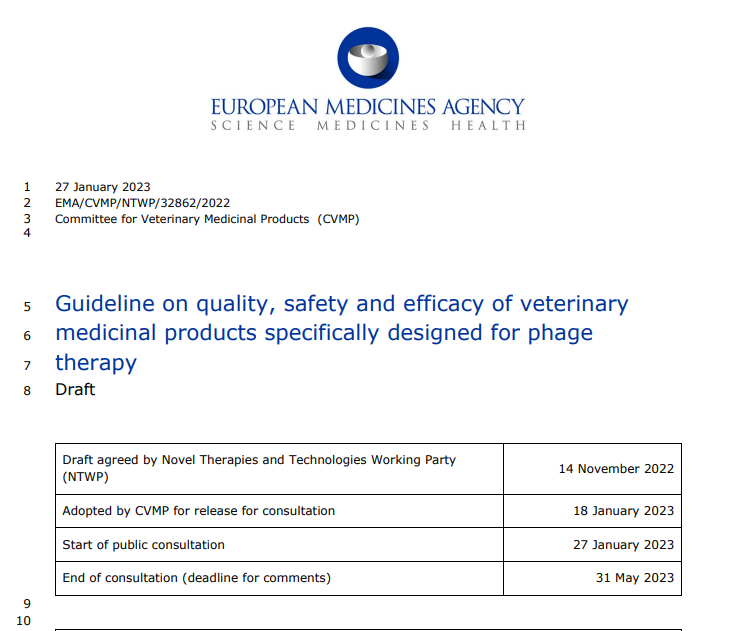 EUROPEAN MEDICINES AGENCY
SCIENCE MEDICINES HEALTH
1 27 January 2023
2 EMA/CVMP/NTWP/32862/2022
3 Committee for Veterinary Medicinal Products (CVMP)
4
5 Guideline on quality, safety and efficacy of veterinary
6 medicinal products specifically designed for phage
7 therapy
8 Draft
Draft agreed by Novel Therapies and Technologies Working Party
(NTWP) 14 November 2022
Adopted by CVMP for release for consultation 18 January 2023
Start of public consultation 27 January 2023
End of consultation (deadline for comments) 31 May 2023
9
10